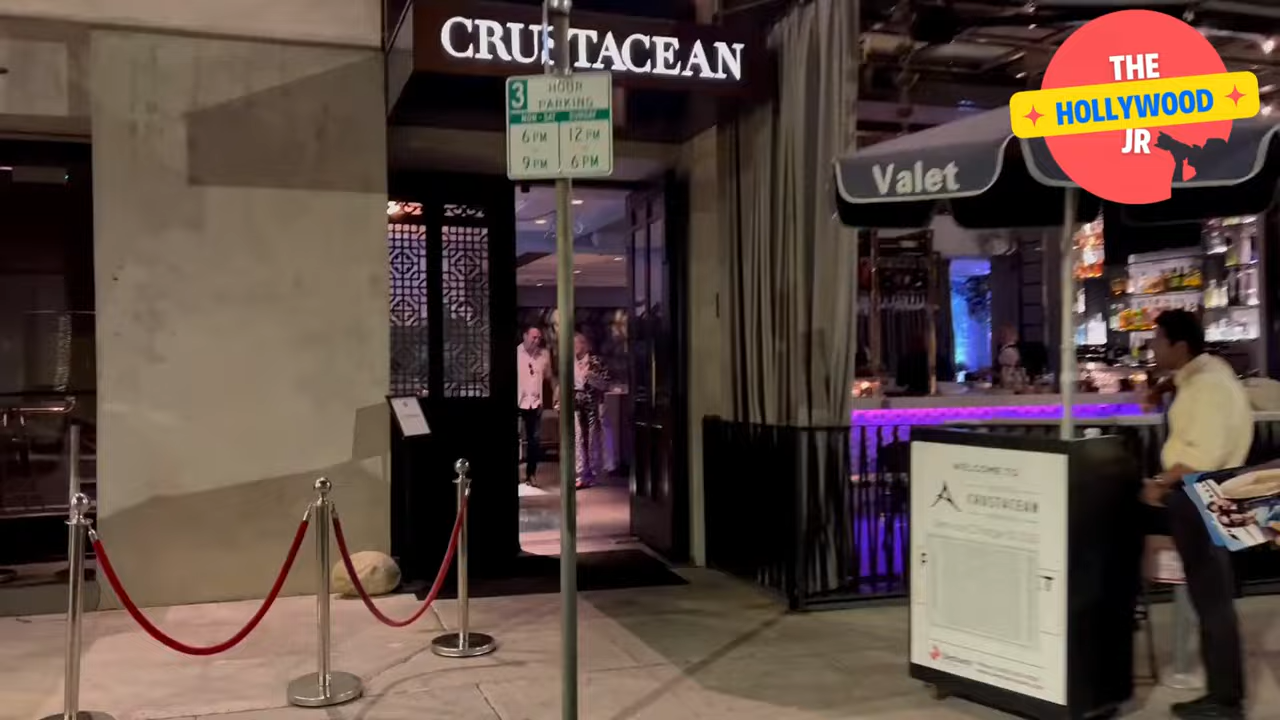 CRUSTACEAN
3 HOUR
PARKING
MON-SAT SUNDAY
6 PM 12 PM
9 PM 6 PM
Valet
THE
HOLLYWOOD
JR
WELCOME TO
CRUSTACEAN